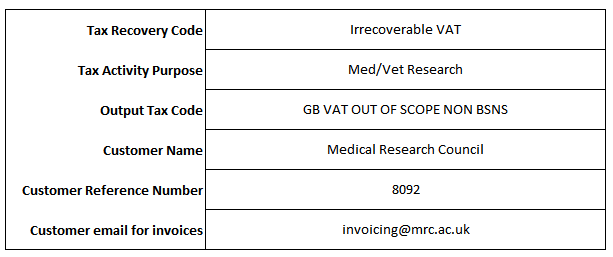 Tax Recovery Code Irrecoverable VAT
Tax Activity Purpose Med/Vet Research
Output Tax Code GB VAT OUT OF SCOPE NON BSNS
Customer Name Medical Research Council
Customer Reference Number 8092
Customer email for invoices invoicing@mrc.ac.uk